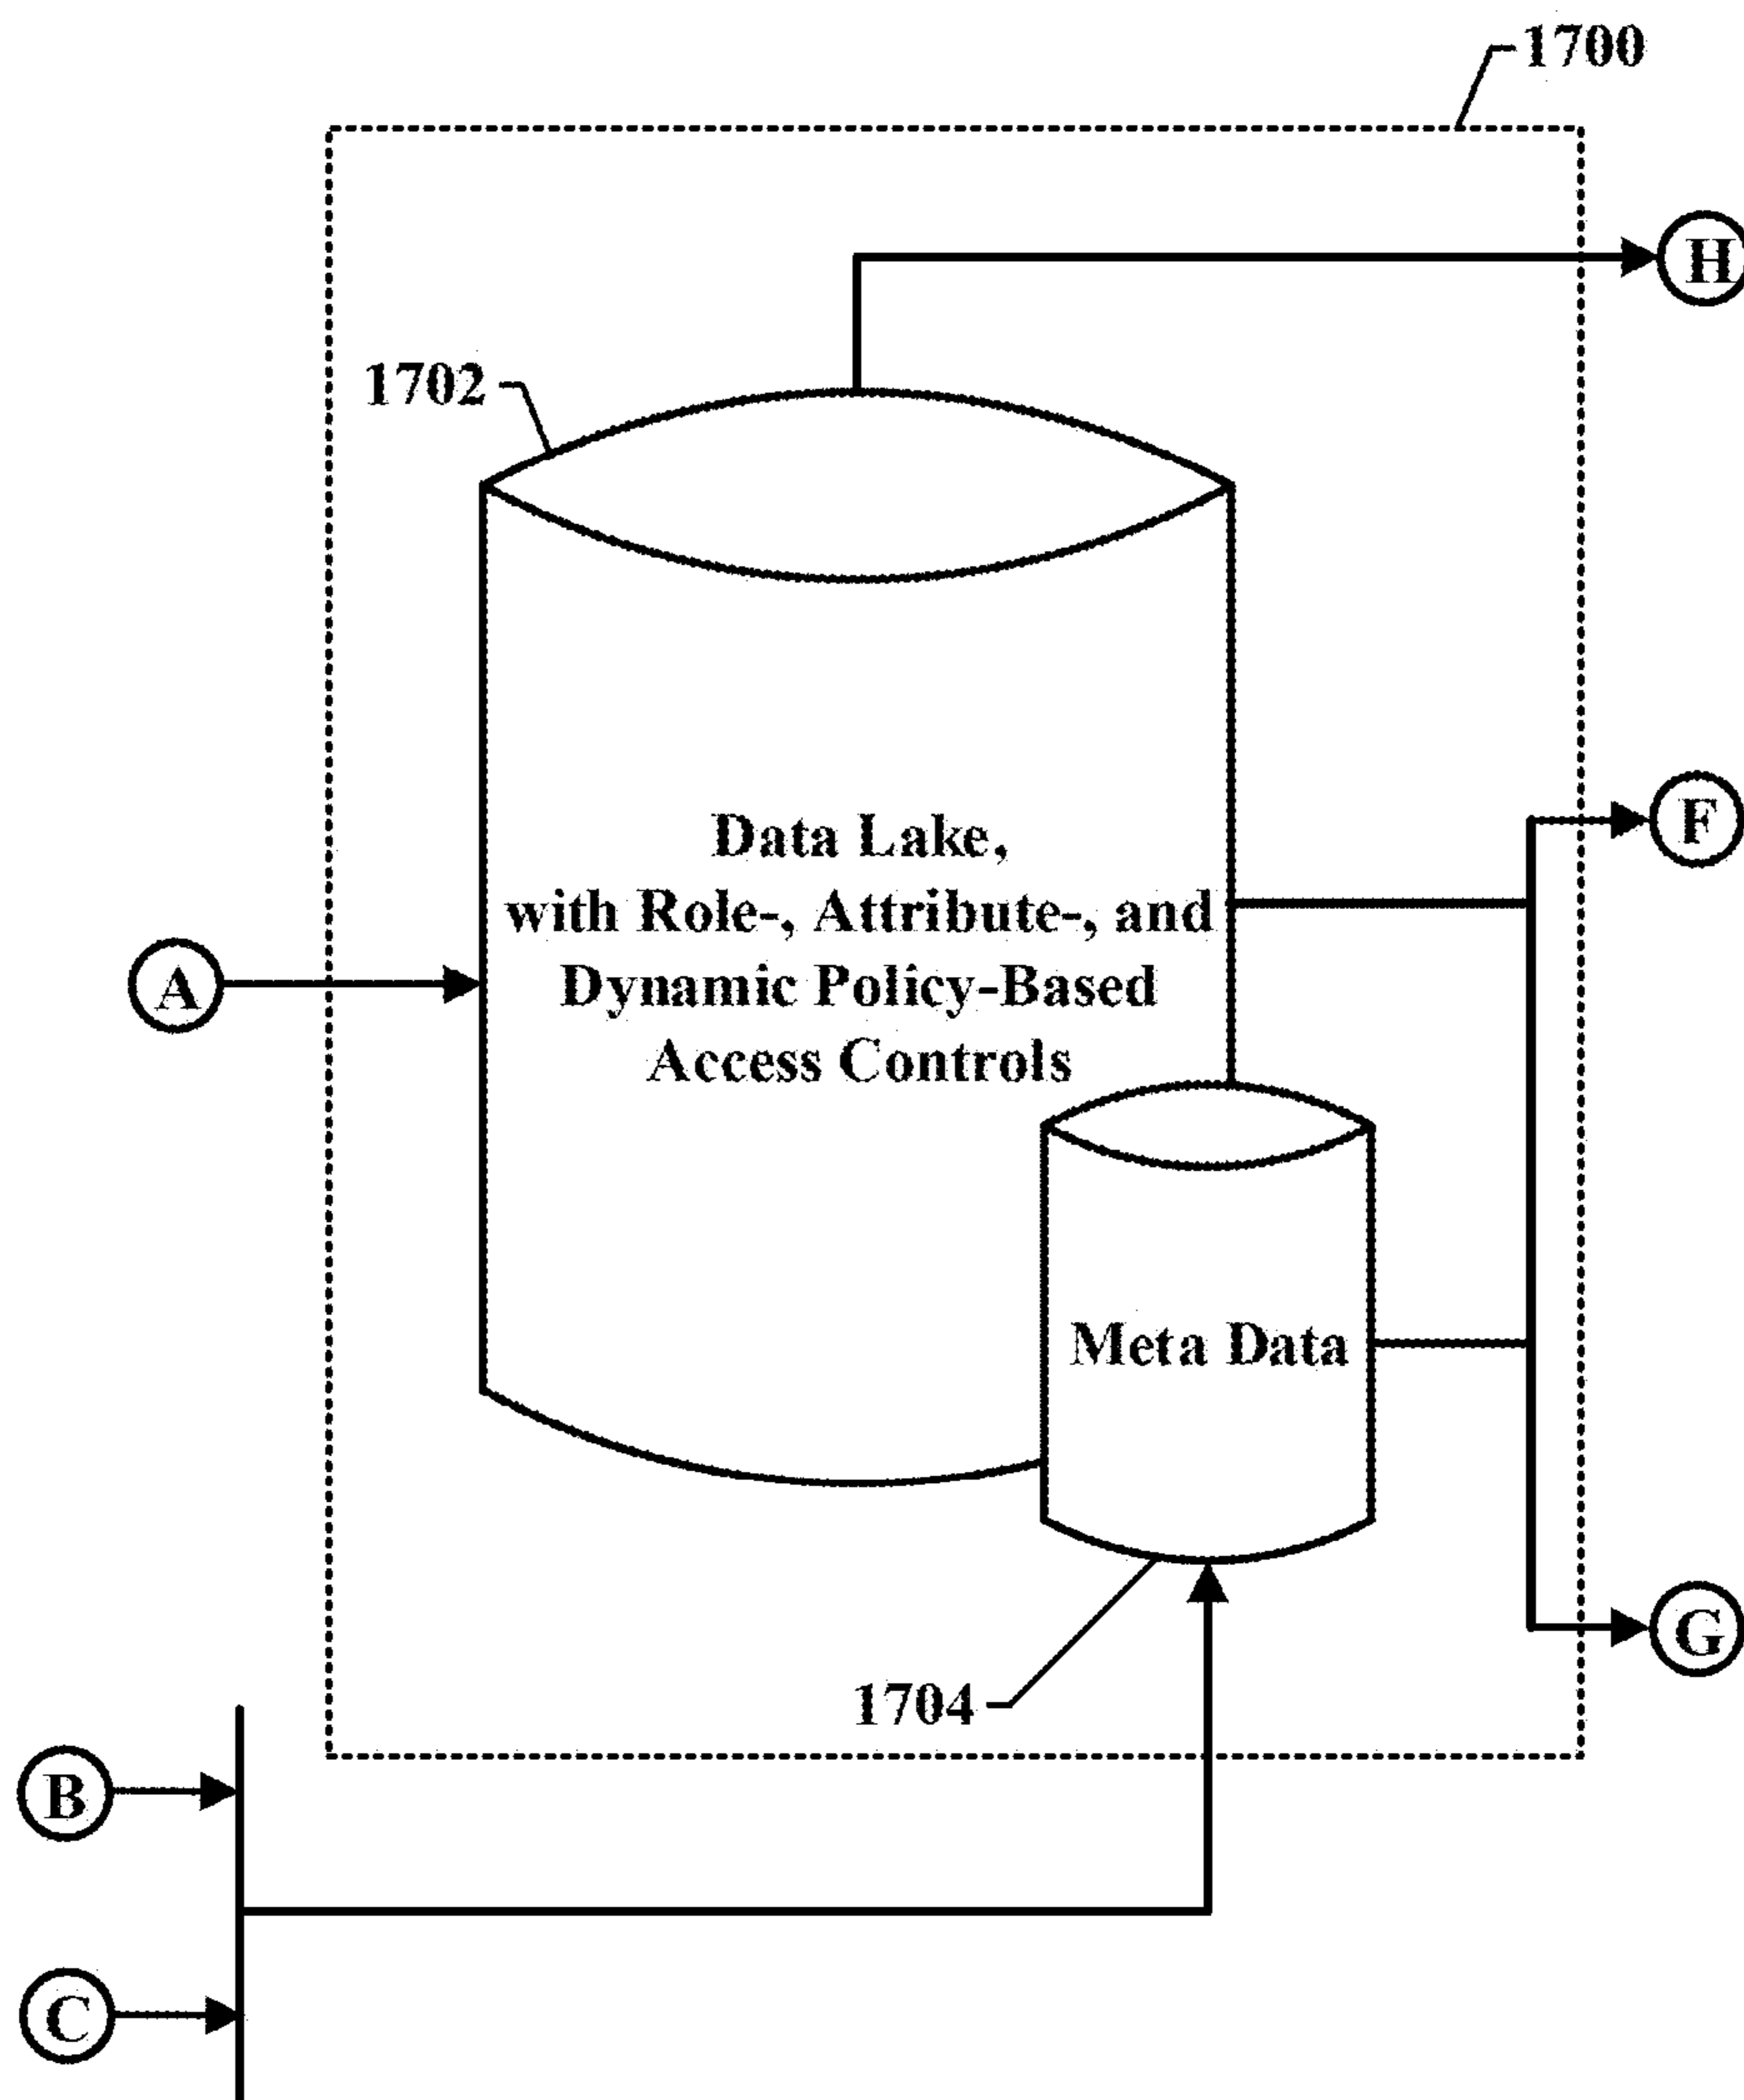 1700
H
1702
F
Data Lake,
with Role-, Attribute-, and
Dynamic Policy-Based
Access Controls
A
Meta Data
G
1704
B
C